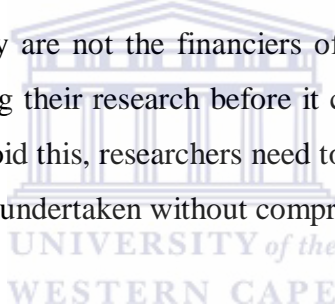 y are not the financiers of
g their research before it c
oid this, researchers need to
undertaken without compr
UNIVERSITY of the
WESTERN CAPE